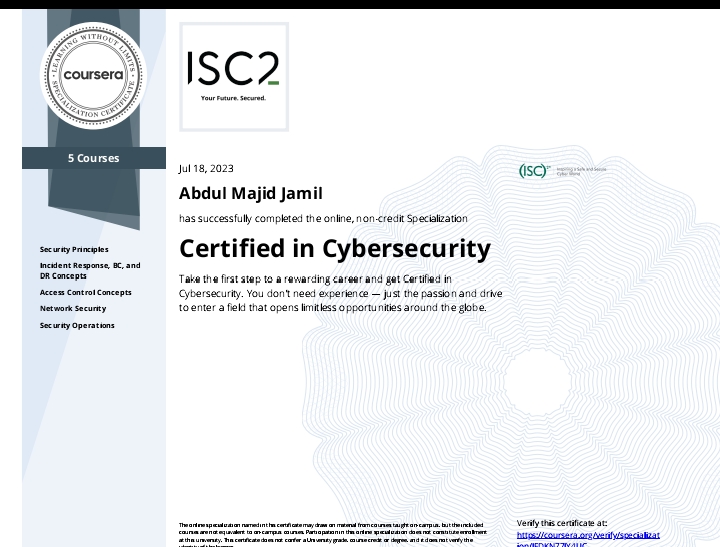 LEARNING WITHOUT LIMITS
coursera
SPECIALIZATION CERTIFICATE
5 Courses
Security Principles
Incident Response, BC, and
DR Concepts
Access Control Concepts
Network Security
Security Operations
ISC2
Your Future. Secured.
Jul 18, 2023
Abdul Majid Jamil
has successfully completed the online, non-credit Specialization
Certified in Cybersecurity
Take the first step to a rewarding career and get Certified in
Cybersecurity. You don't need experience — just the passion and drive
to enter a field that opens limitless opportunities around the globe.
(ISC)²
Inspiring a Safe and Secure
Cyber World
The online specialization named in this certificate may draw on material from courses taught on-campus, but the included
courses are not equivalent to on-campus courses. Participation in this online specialization does not constitute enrollment
at this university. This certificate does not confer a University grade, course credit or degree, and it does not verify the
Verify this certificate at:
https://coursera.org/verify/specializat